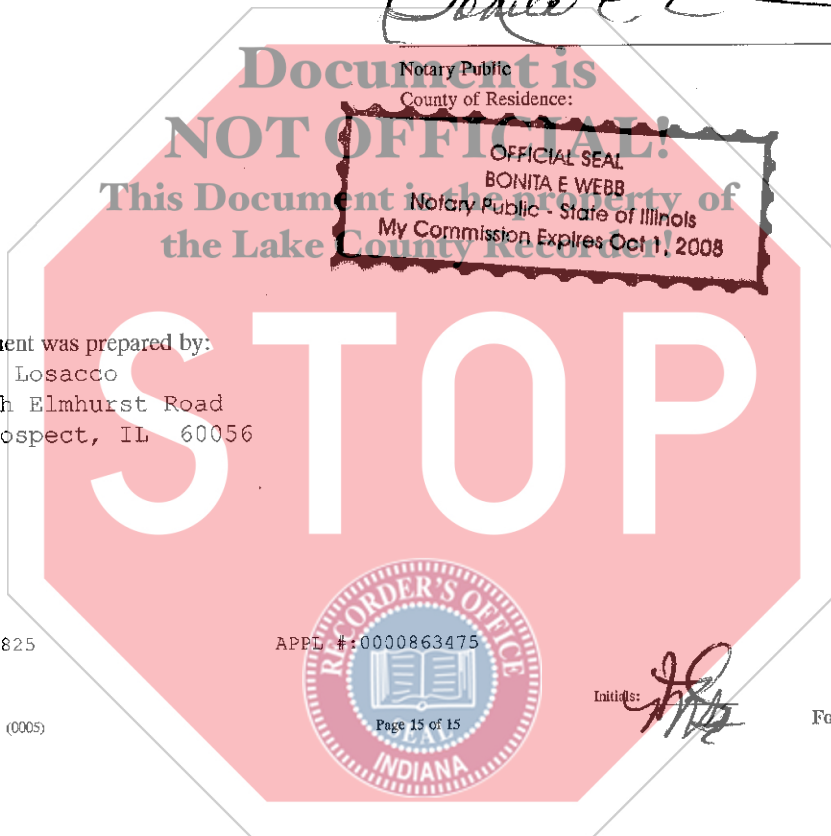 Document is
Notary Public
County of Residence:
NOT OFFICIAL!
OFFICIAL SEAL
BONITA E WEBB
This Document is the property of
Notary Public - State of Illinois
the Lake County Recorder!
My Commission Expires Oct 1, 2008
STOP
ent was prepared by:
Losacco
h Elmhurst Road
ospect, IL 60056
RECORDER'S OFFICE
825
APPL #:0000863475
Initials:
(0005)
Page 15 of 15
Fo
SEAL
INDIANA